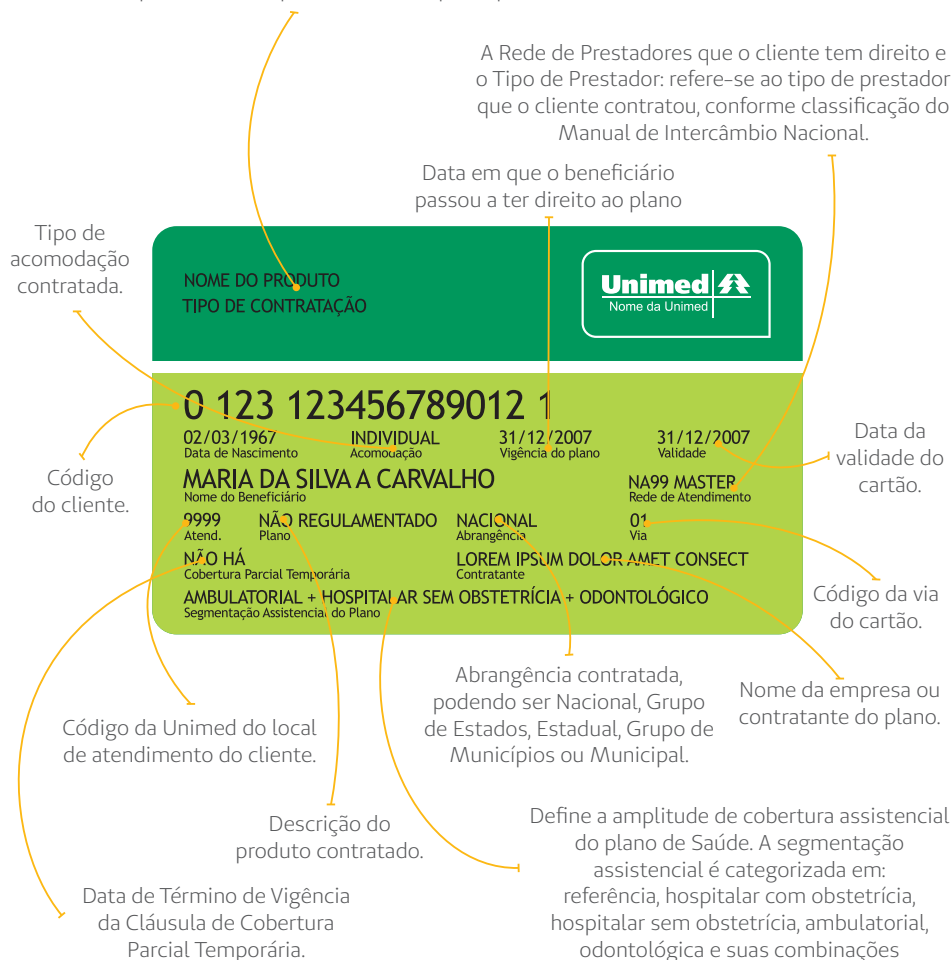 A Rede de Prestadores que o cliente tem direito e
o Tipo de Prestador: refere-se ao tipo de prestador
que o cliente contratou, conforme classificação do
Manual de Intercâmbio Nacional.
Data em que o beneficiário
passou a ter direito ao plano
Tipo de
acomodação
contratada.
NOME DO PRODUTO
TIPO DE CONTRATAÇÃO
Unimed
Nome da Unimed
0 123 123456789012 1
02/03/1967 INDIVIDUAL 31/12/2007 31/12/2007
Data de Nascimento Acomodação Vigência do plano Validade
MARIA DA SILVA A CARVALHO NA99 MASTER
Nome do Beneficiário Rede de Atendimento
9999 NÃO REGULAMENTADO NACIONAL 01
Atend. Plano Abrangência Via
NÃO HÁ LOREM IPSUM DOLOR AMET CONSECT
Cobertura Parcial Temporária Contratante
AMBULATORIAL + HOSPITALAR SEM OBSTETRÍCIA + ODONTOLÓGICO
Segmentação Assistencial do Plano
Código
do cliente.
Data da
validade do
cartão.
Código da via
do cartão.
Nome da empresa ou
contratante do plano.
Abrangência contratada,
podendo ser Nacional, Grupo
de Estados, Estadual, Grupo de
Municípios ou Municipal.
Código da Unimed do local
de atendimento do cliente.
Descrição do
produto contratado.
Data de Término de Vigência
da Cláusula de Cobertura
Parcial Temporária.
Define a amplitude de cobertura assistencial
do plano de Saúde. A segmentação
assistencial é categorizada em:
referência, hospitalar com obstetrícia,
hospitalar sem obstetrícia, ambulatorial,
odontológica e suas combinações